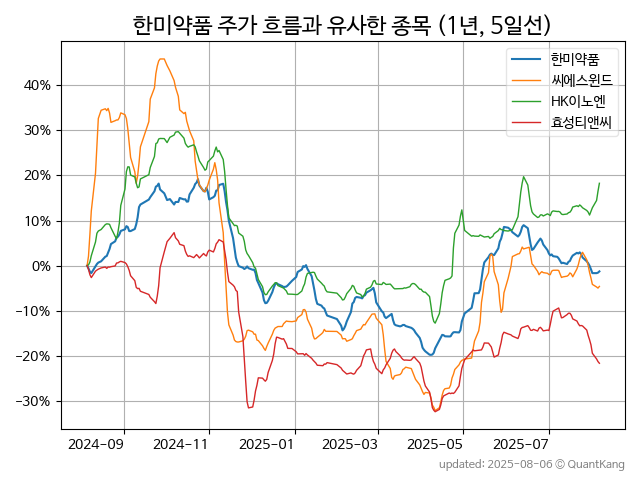 한미약품 주가 흐름과 유사한 종목 (1년, 5일선)
한미약품
씨에스윈드
HK이노엔
효성티앤씨
40%
30%
20%
10%
0%
−10%
−20%
−30%
2024-09 2024-11 2025-01 2025-03 2025-05 2025-07
updated: 2025-08-06 © QuantKang